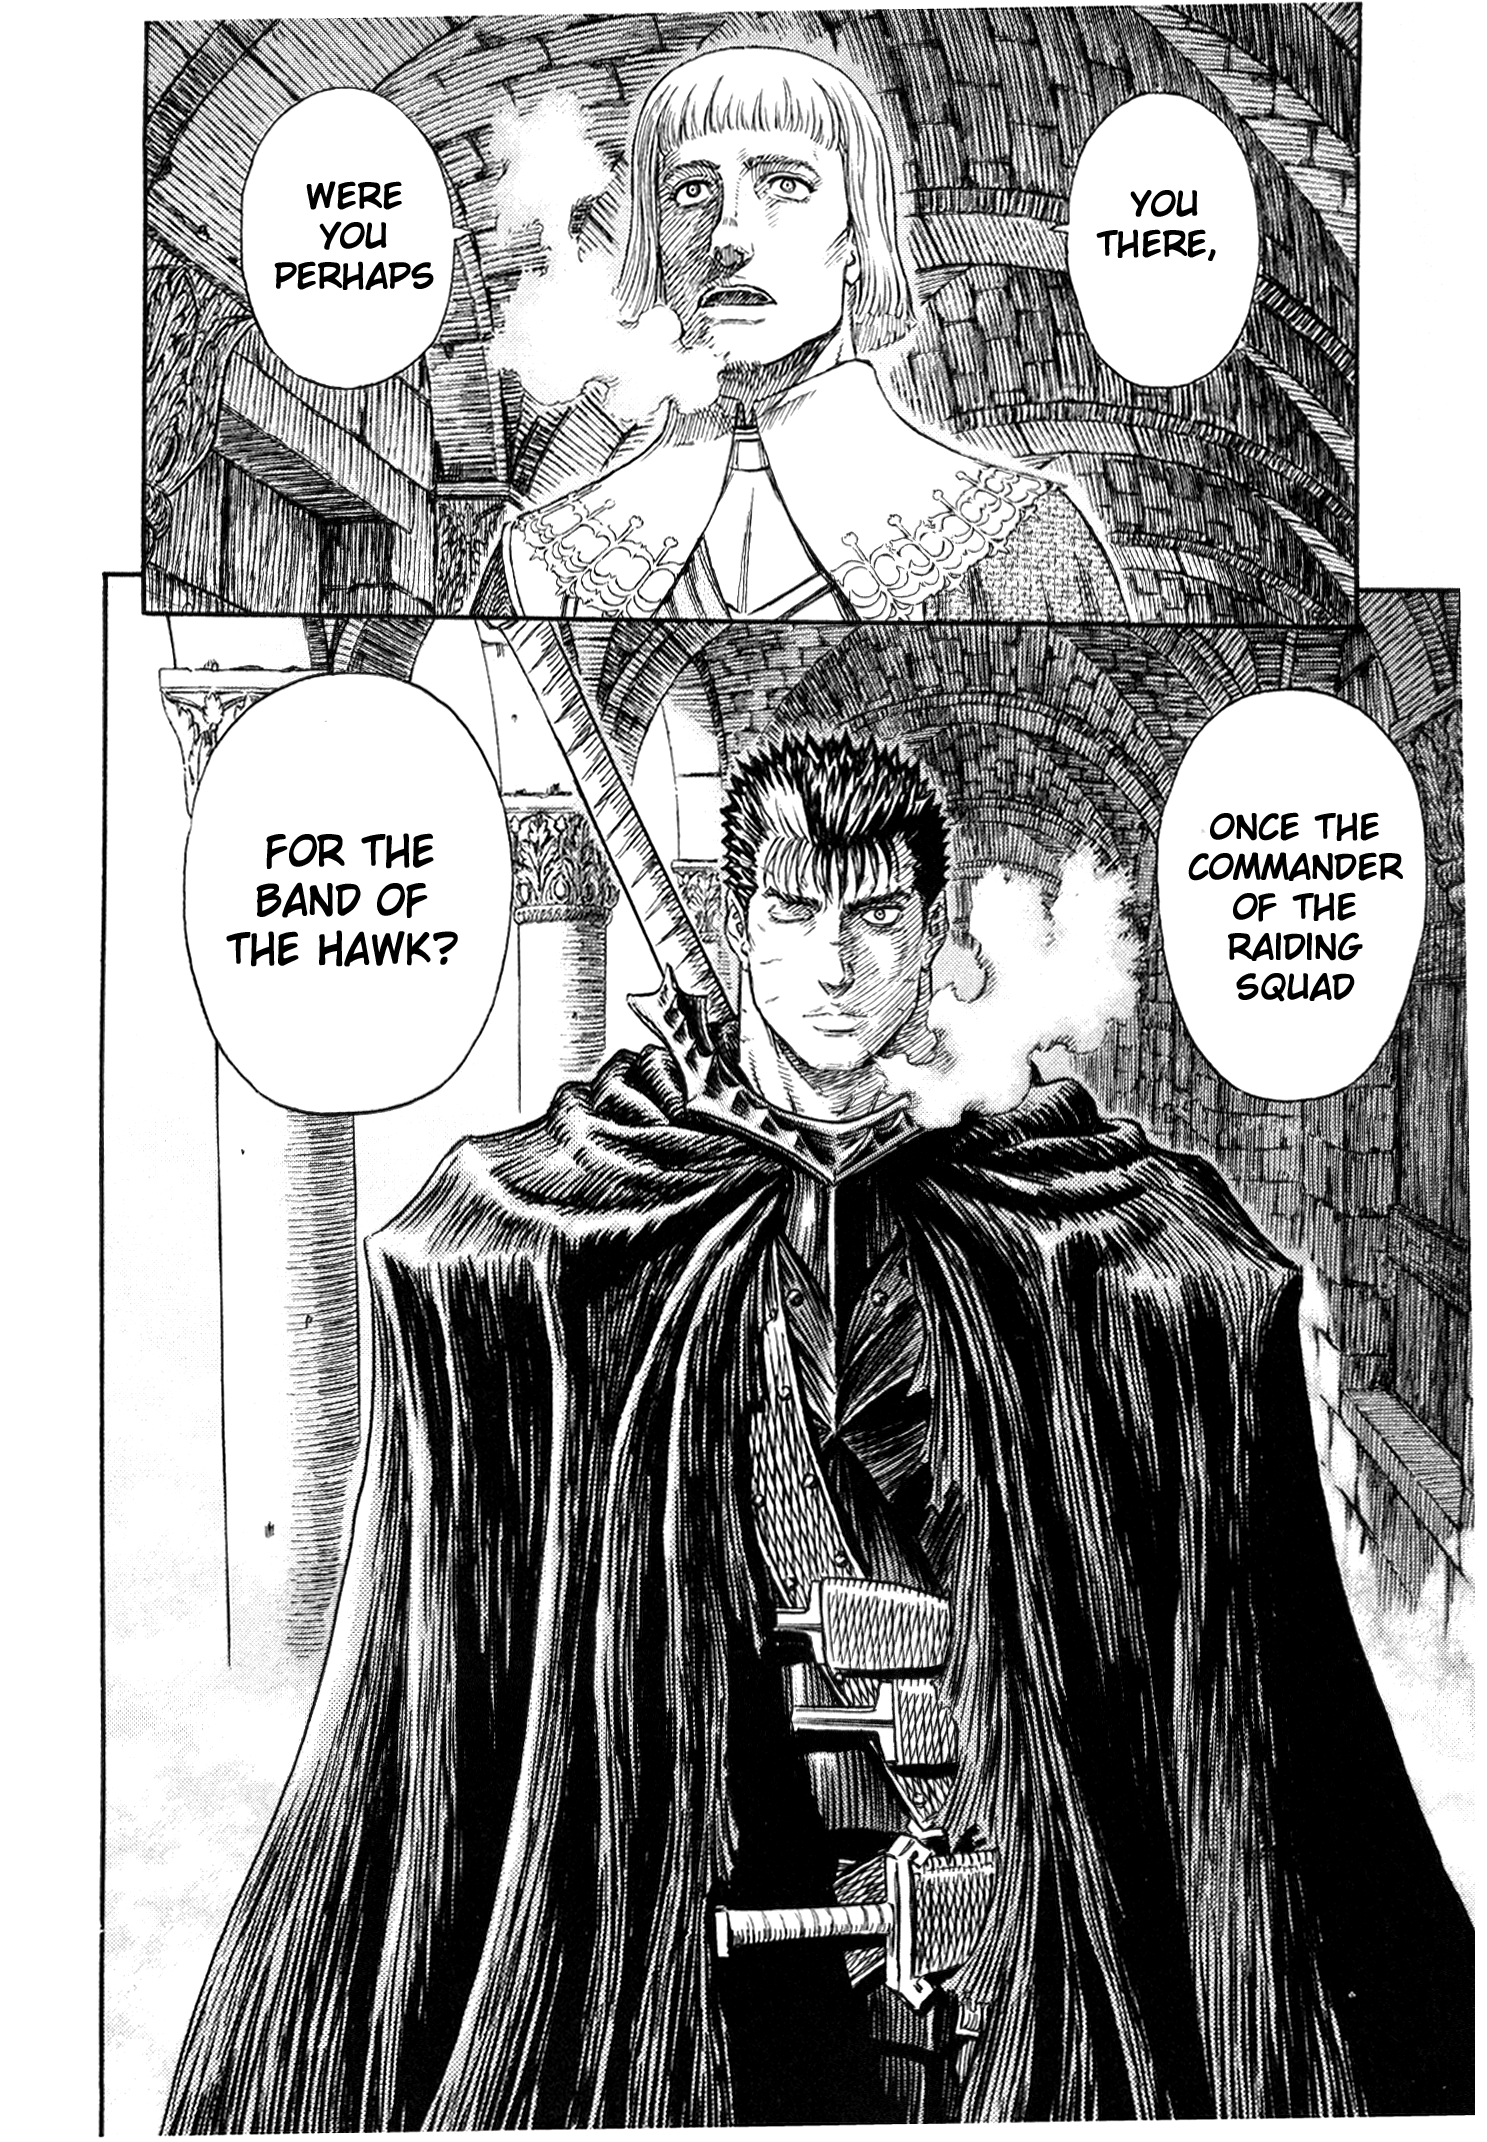 YOU
THERE,
WERE
YOU
PERHAPS
ONCE THE
COMMANDER
OF THE
RAIDING
SQUAD
FOR THE
BAND OF
THE HAWK?